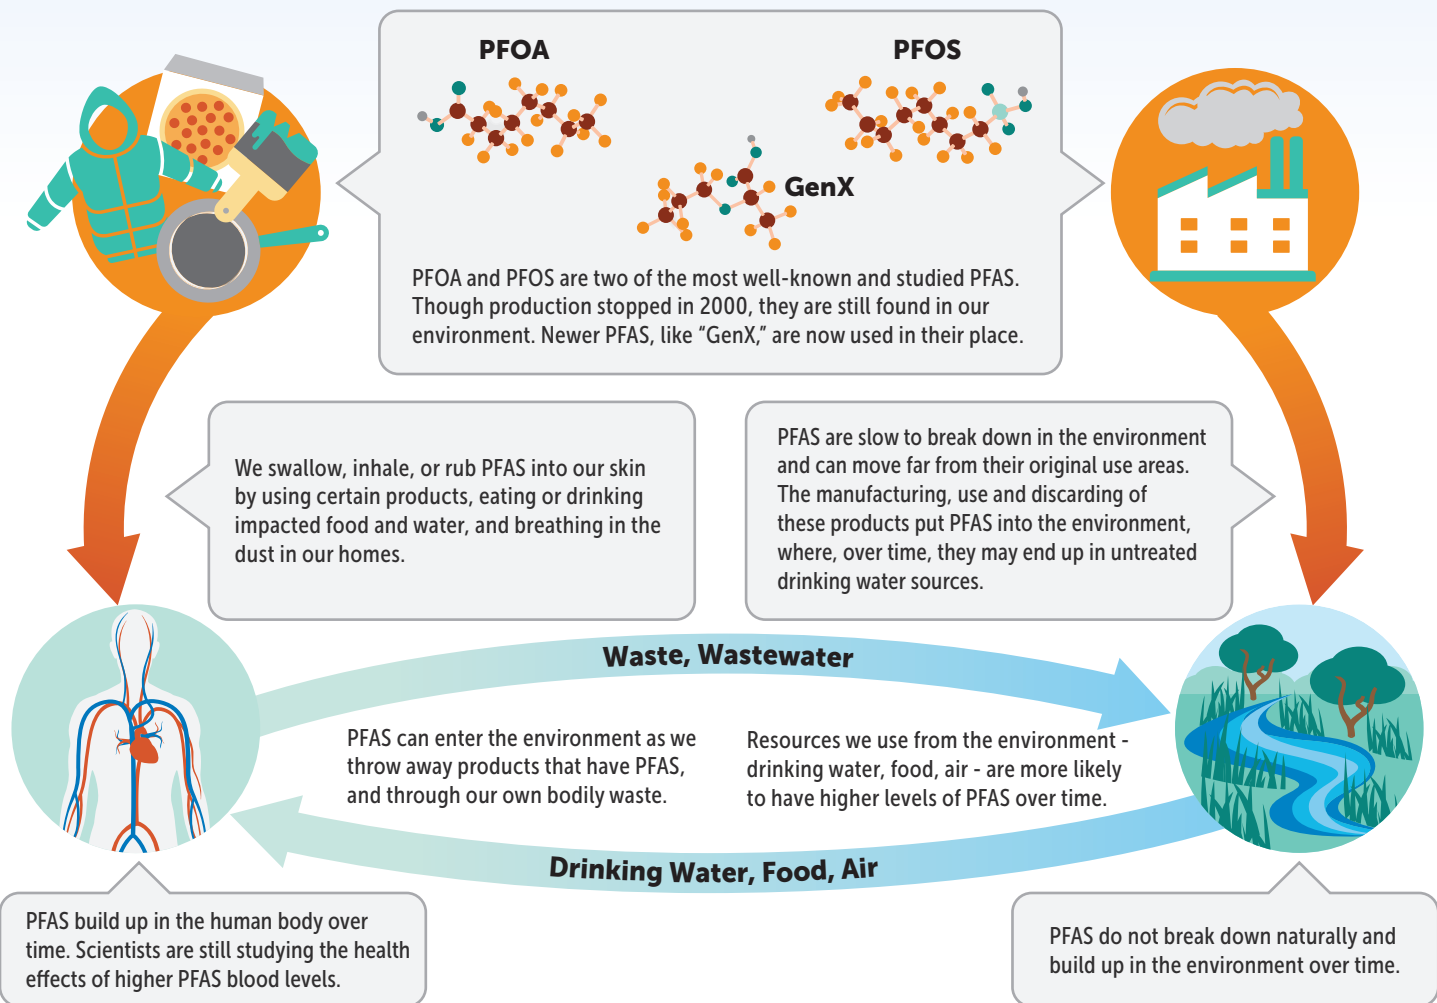 PFOA
PFOS
GenX
PFOA and PFOS are two of the most well-known and studied PFAS.
Though production stopped in 2000, they are still found in our
environment. Newer PFAS, like “GenX,” are now used in their place.
We swallow, inhale, or rub PFAS into our skin
by using certain products, eating or drinking
impacted food and water, and breathing in the
dust in our homes.
PFAS are slow to break down in the environment
and can move far from their original use areas.
The manufacturing, use and discarding of
these products put PFAS into the environment,
where, over time, they may end up in untreated
drinking water sources.
Waste, Wastewater
PFAS can enter the environment as we
throw away products that have PFAS,
and through our own bodily waste.
Resources we use from the environment -
drinking water, food, air - are more likely
to have higher levels of PFAS over time.
Drinking Water, Food, Air
PFAS build up in the human body over
time. Scientists are still studying the health
effects of higher PFAS blood levels.
PFAS do not break down naturally and
build up in the environment over time.